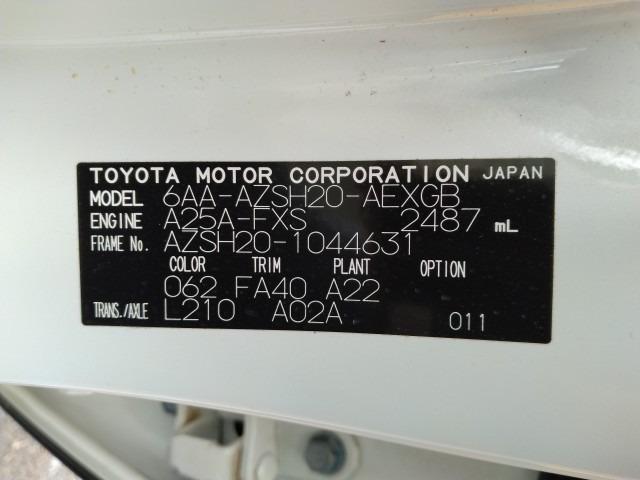 TOYOTA MOTOR CORPORATION JAPAN
MODEL 6AA-AZSH20-AEXGB
ENGINE A25A-FXS 2487 mL
FRAME No. AZSH20-1044631
COLOR TRIM PLANT OPTION
062 FA40 A22
TRANS./AXLE L210 A02A 011